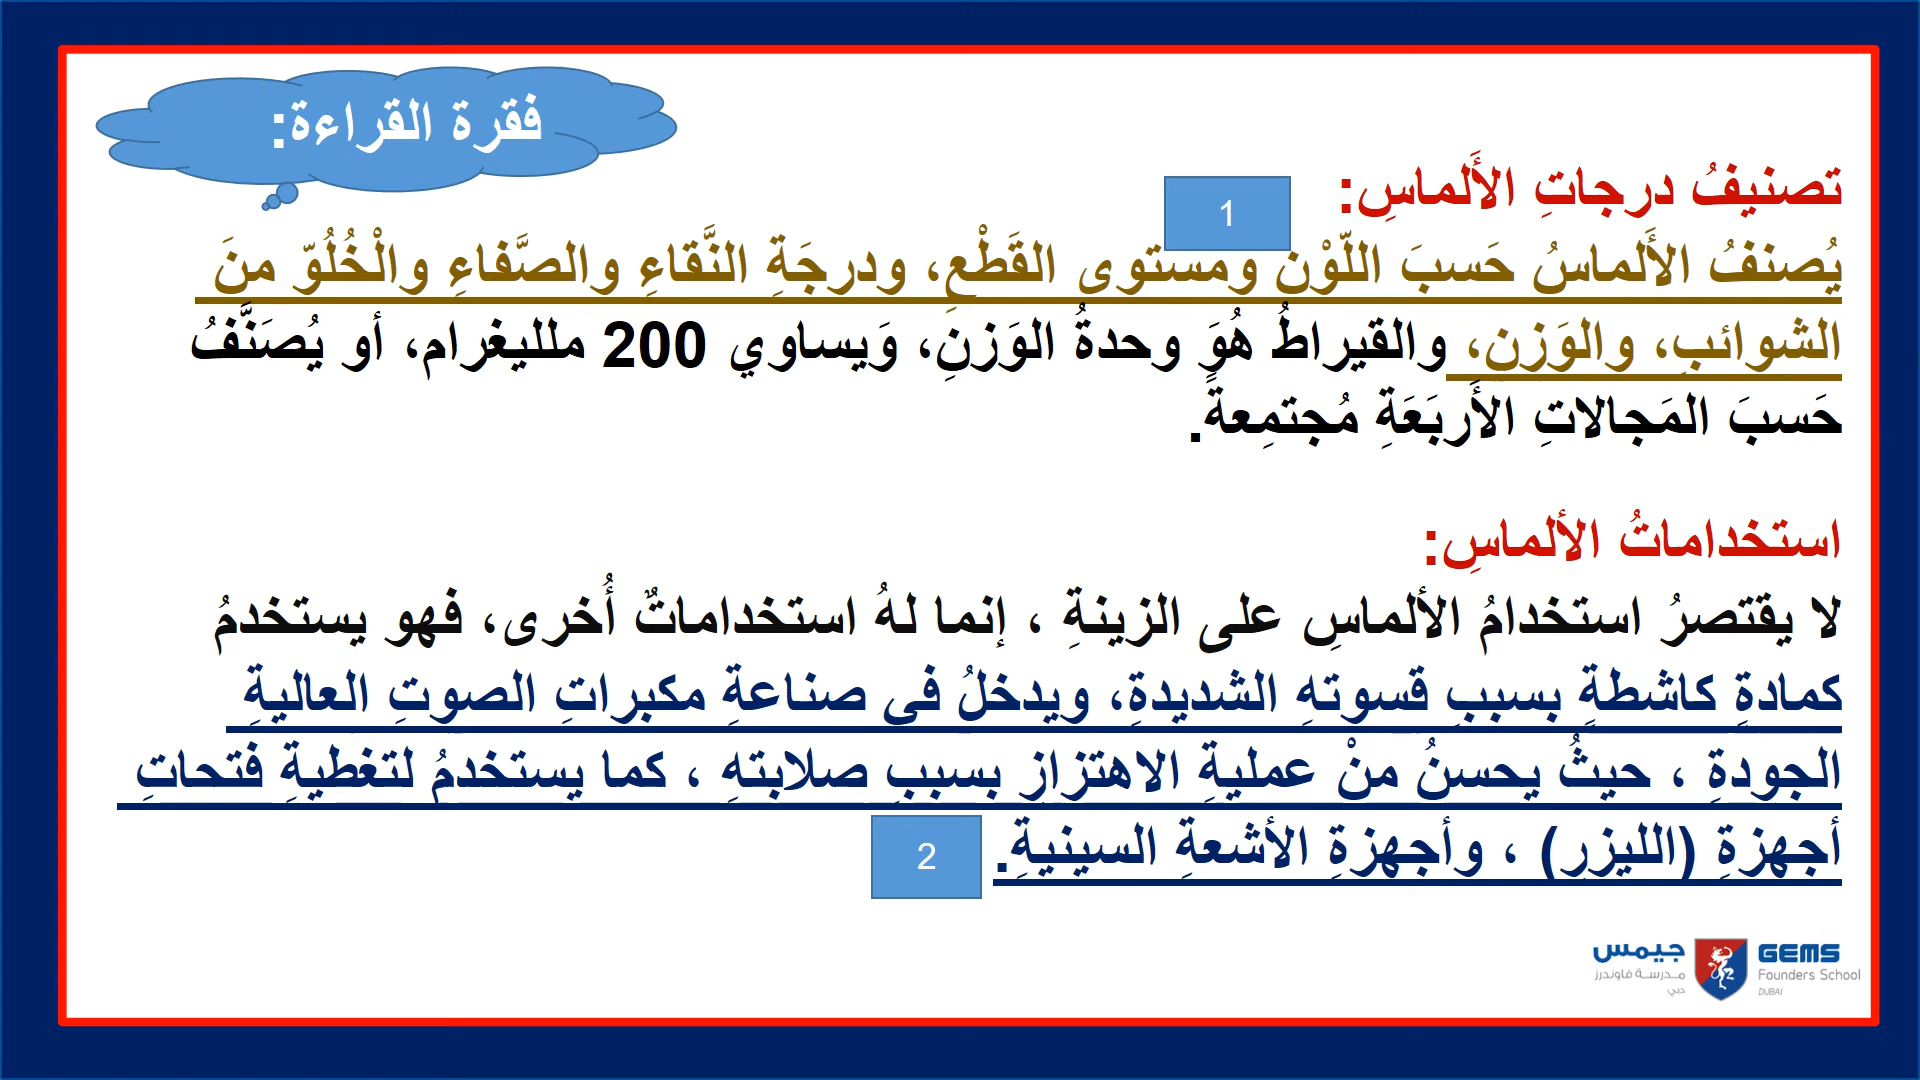 فقرة القراءة:
تصنيفُ درجاتِ الأَلماسِ:
1
يُصنفُ الأَلماسُ حَسبَ اللّوْن ومستوى القَطْعِ، ودرجَةِ النَّقاءِ والصَّفاءِ والْخُلُوّ منَ
الشوائبِ، والوَزنِ، والقيراطُ هُوَ وحدةُ الوَزنِ، وَيساوي 200 ملليغرام، أو يُصَنَّفُ
حَسبَ المَجالاتِ الأَربَعَةِ مُجتمِعةً.
استخداماتُ الألماسِ:
لا يقتصرُ استخدامُ الألماسِ على الزينةِ ، إنما لهُ استخداماتٌ أُخرى، فهو يستخدمُ
كمادةٍ كاشطةٍ بسببِ قسوتهِ الشديدةِ، ويدخلُ في صناعةِ مكبراتِ الصوتِ العاليةِ
الجودةِ ، حيثُ يحسنُ منْ عمليةِ الاهتزازِ بسببِ صلابتهِ ، كما يستخدمُ لتغطيةِ فتحاتِ
أجهزةِ (الليزرِ) ، وأجهزةِ الأشعةِ السينيةِ.
2
جيمس
مدرسة فاوندرز
دبي
GEMS
Founders School
DUBAI